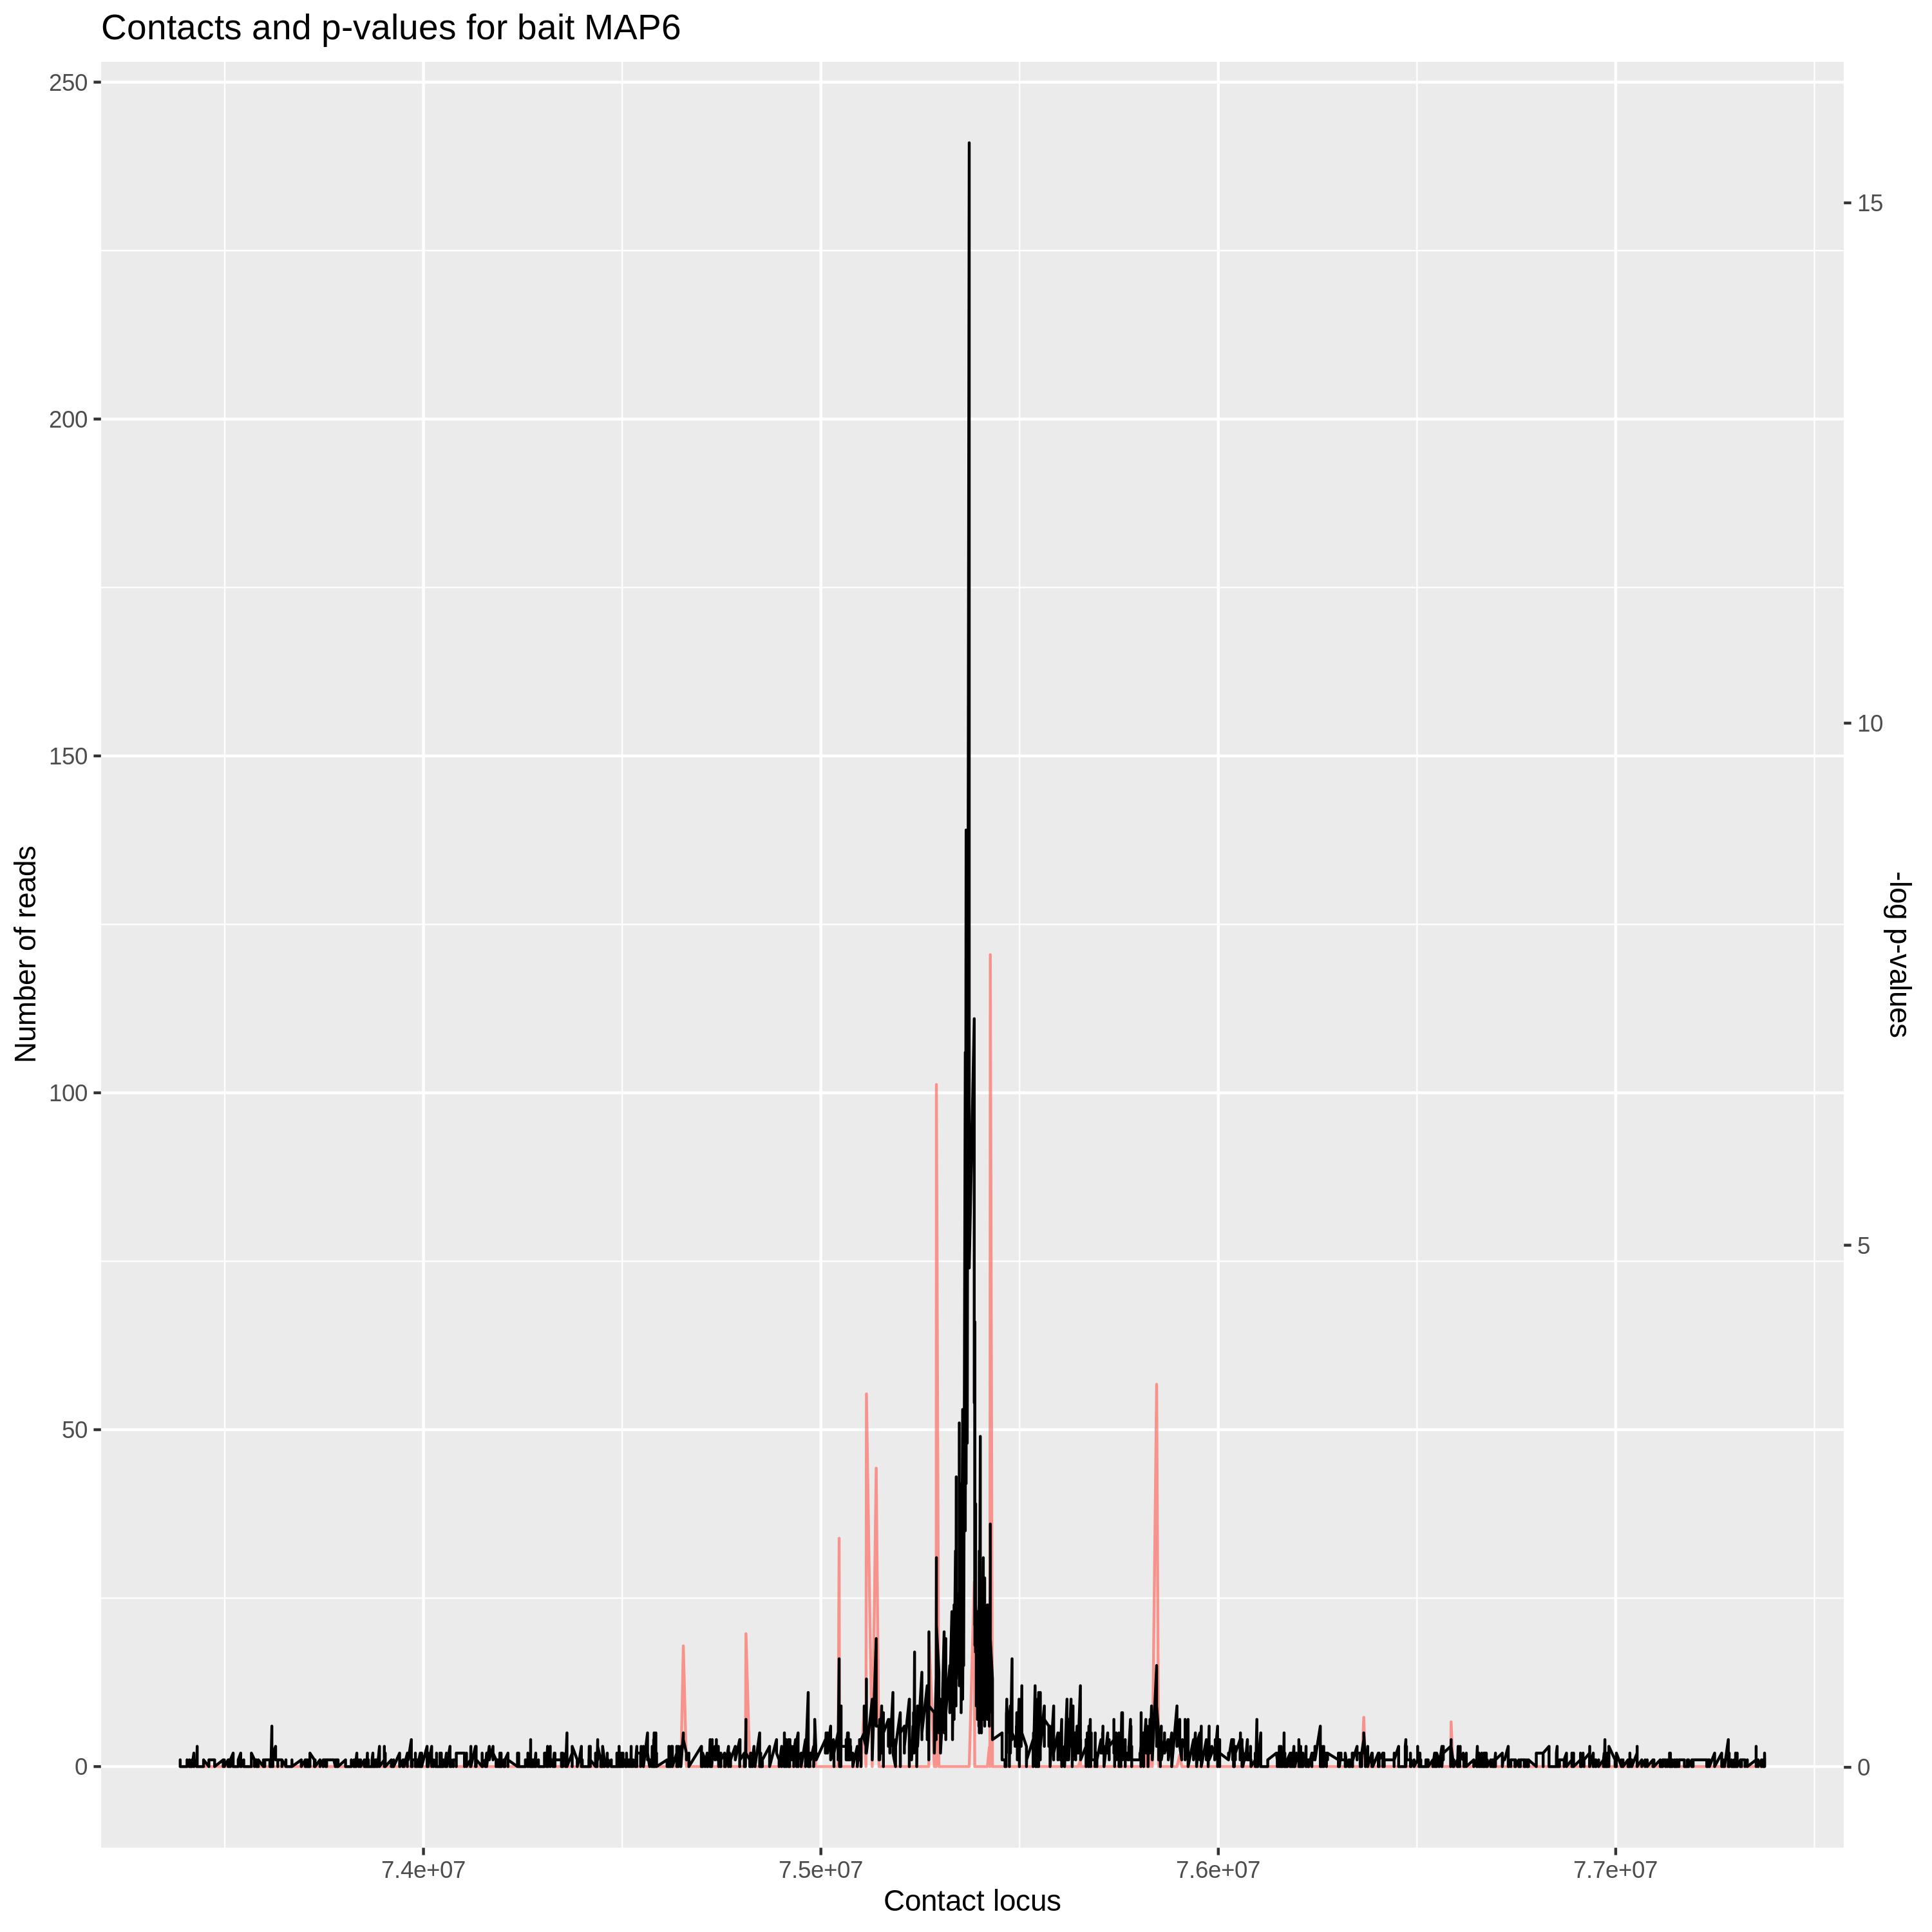 Contacts and p-values for bait MAP6
250
200
150
100
50
0
Number of reads
15
10
5
0
-log p-values
7.4e+07 7.5e+07 7.6e+07 7.7e+07
Contact locus